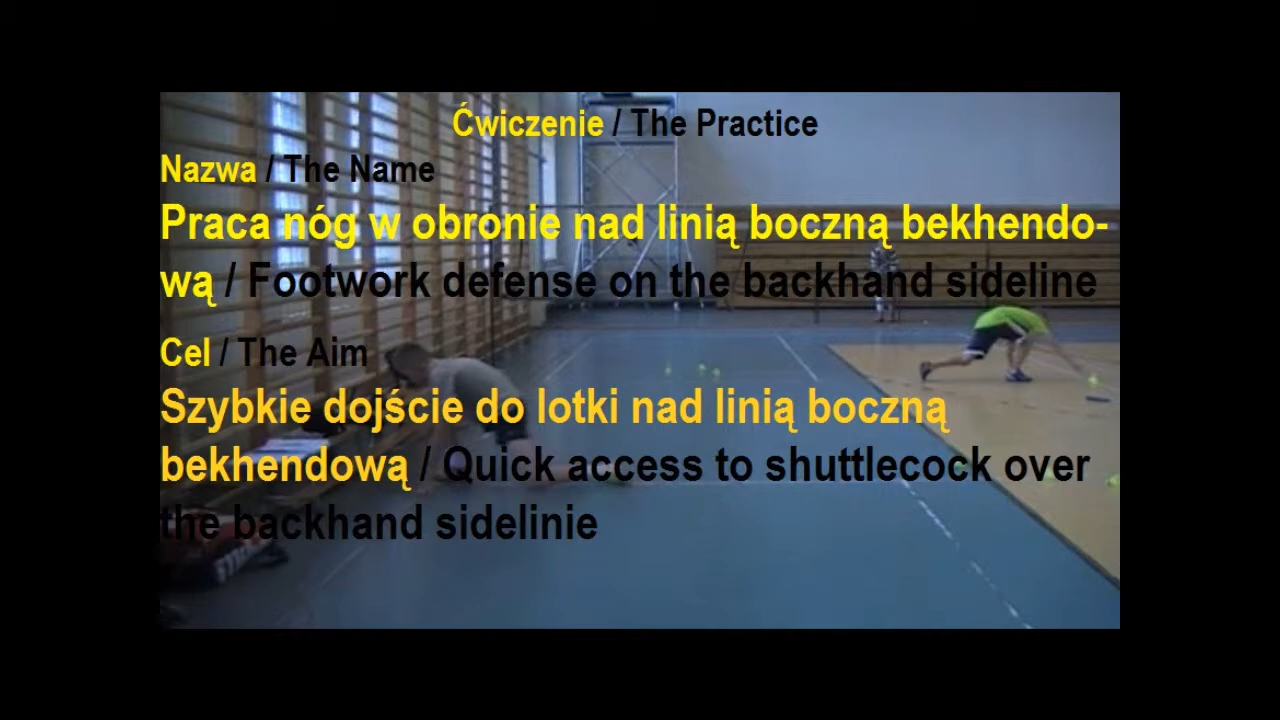 Ćwiczenie / The Practice
Nazwa / The Name
Praca nóg w obronie nad linią boczną bekhendo-
wą / Footwork defense on the backhand sideline
Cel / The Aim
Szybkie dojście do lotki nad linią boczną
bekhendową / Quick access to shuttlecock over
the backhand sidelinie